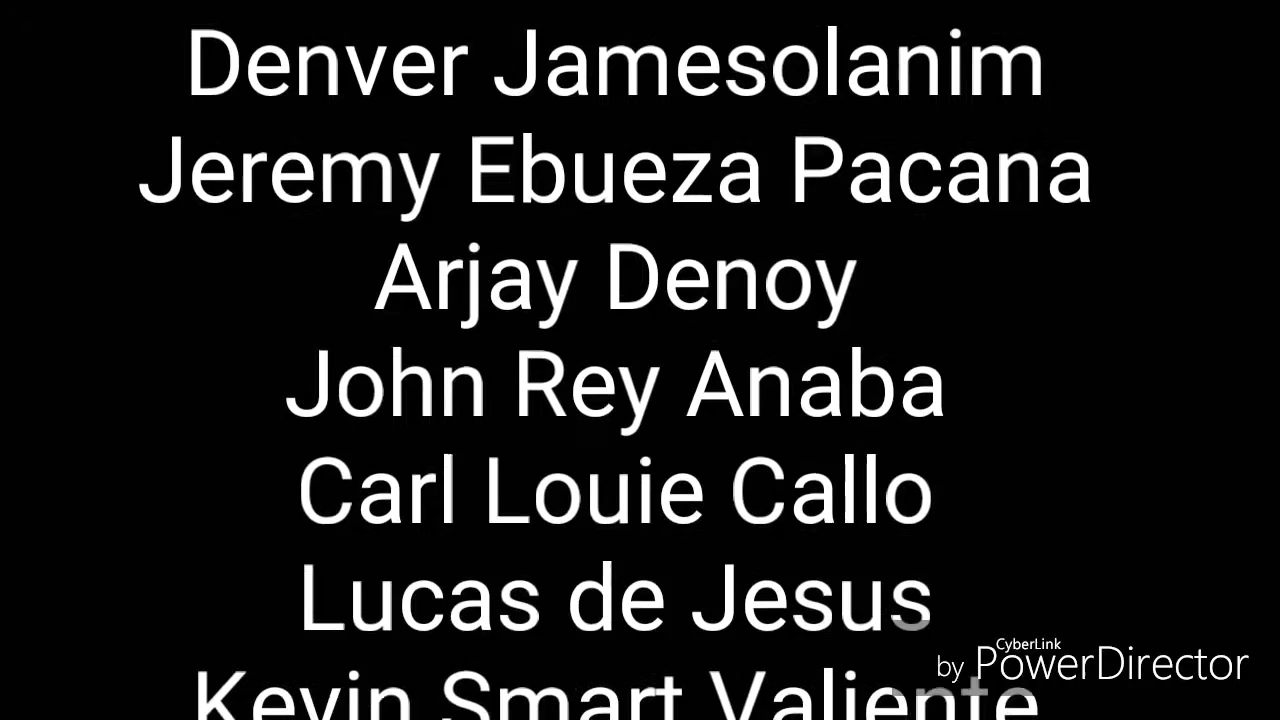 Denver Jamesolanim
Jeremy Ebueza Pacana
Arjay Denoy
John Rey Anaba
Carl Louie Callo
Lucas de Jesus
Kevin Smart Valiente
CyberLink
by PowerDirector